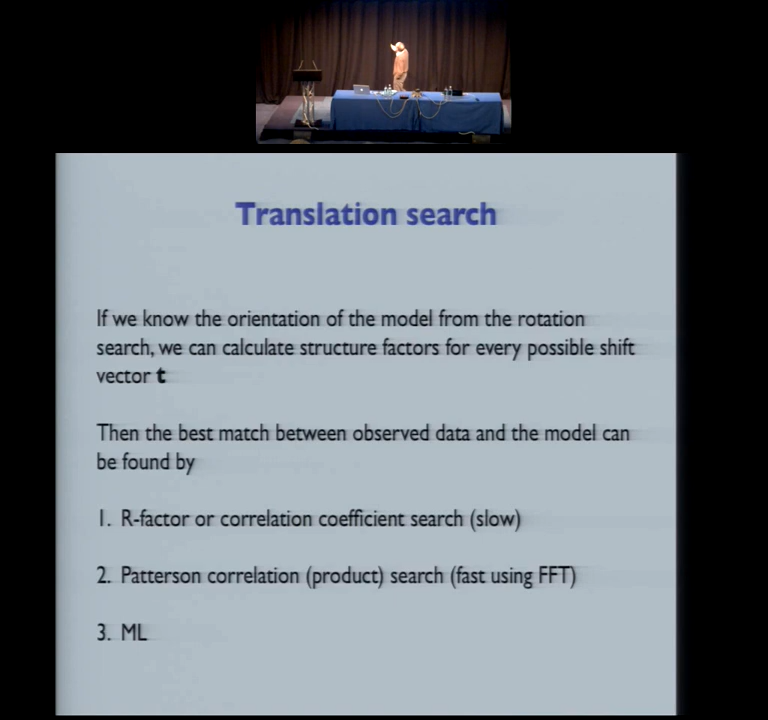 Translation search
If we know the orientation of the model from the rotation
search, we can calculate structure factors for every possible shift
vector t
Then the best match between observed data and the model can
be found by
1. R-factor or correlation coefficient search (slow)
2. Patterson correlation (product) search (fast using FFT)
3. ML